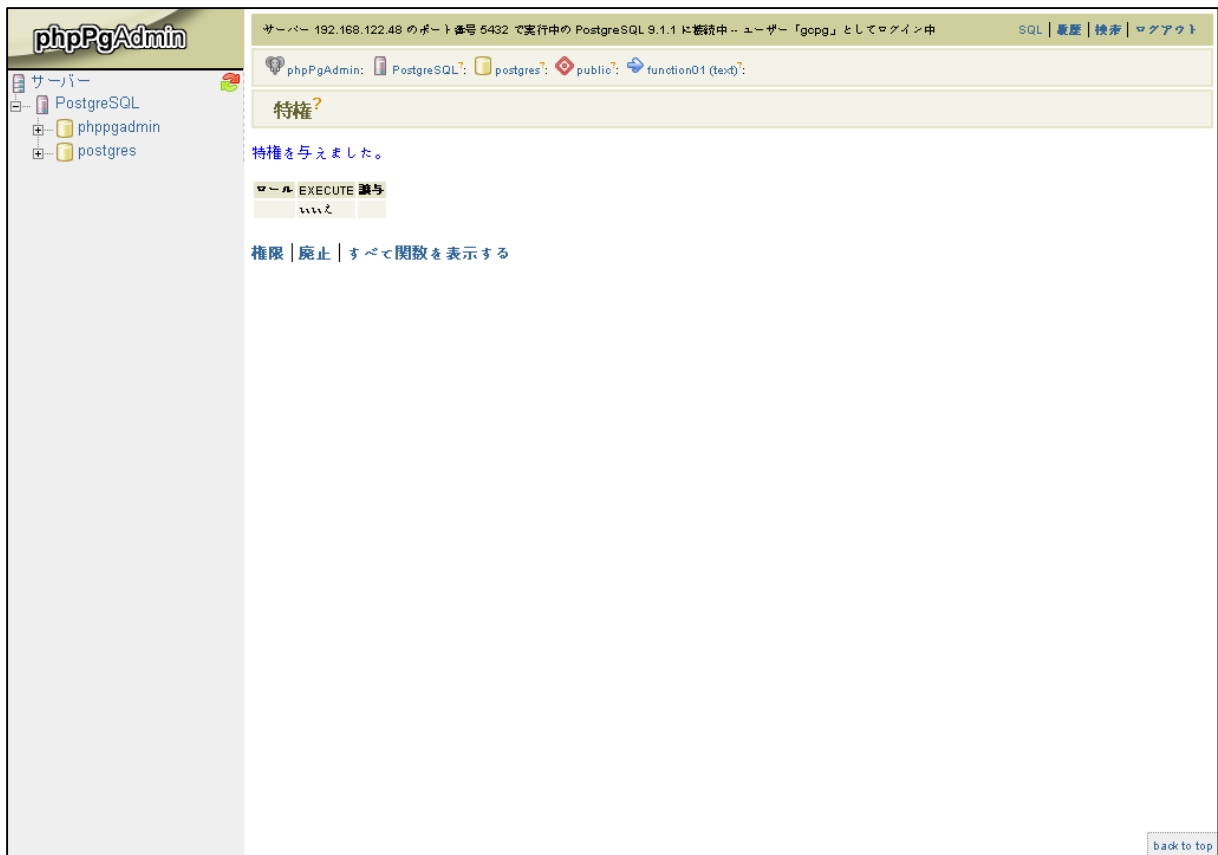 phpPgAdmin
サーバー 192.168.122.48 のポート番号 5432 で実行中の PostgreSQL 9.1.1 に接続中 -- ユーザー「gopg」としてログイン中
SQL | 履歴 | 検索 | ログアウト
phpPgAdmin: PostgreSQL?: postgres?: public?: function01 (text)?:
サーバー
PostgreSQL
phppgadmin
postgres
特権?
特権を与えました。
ロール EXECUTE 譲与
いいえ
権限 | 廃止 | すべて関数を表示する
back to top